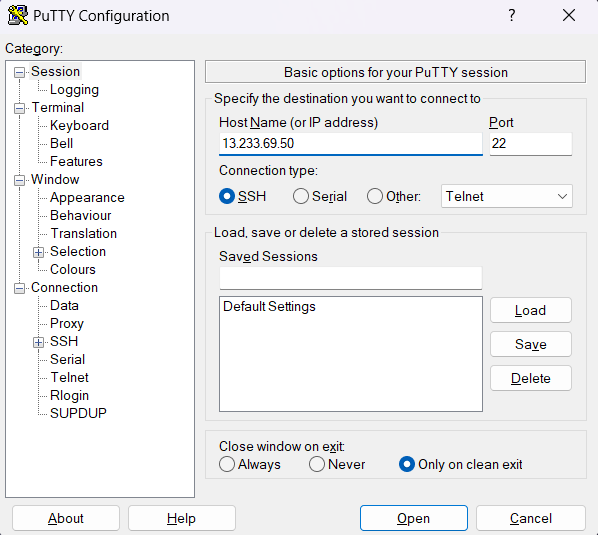 PuTTY Configuration
?
Category:
Session
Logging
Terminal
Keyboard
Bell
Features
Window
Appearance
Behaviour
Translation
Selection
Colours
Connection
Data
Proxy
SSH
Serial
Telnet
Rlogin
SUPDUP
Basic options for your PuTTY session
Specify the destination you want to connect to
Host Name (or IP address) Port
13.233.69.50 22
Connection type:
SSH Serial Other: Telnet
Load, save or delete a stored session
Saved Sessions
Default Settings
Load
Save
Delete
Close window on exit:
Always Never Only on clean exit
About Help Open Cancel